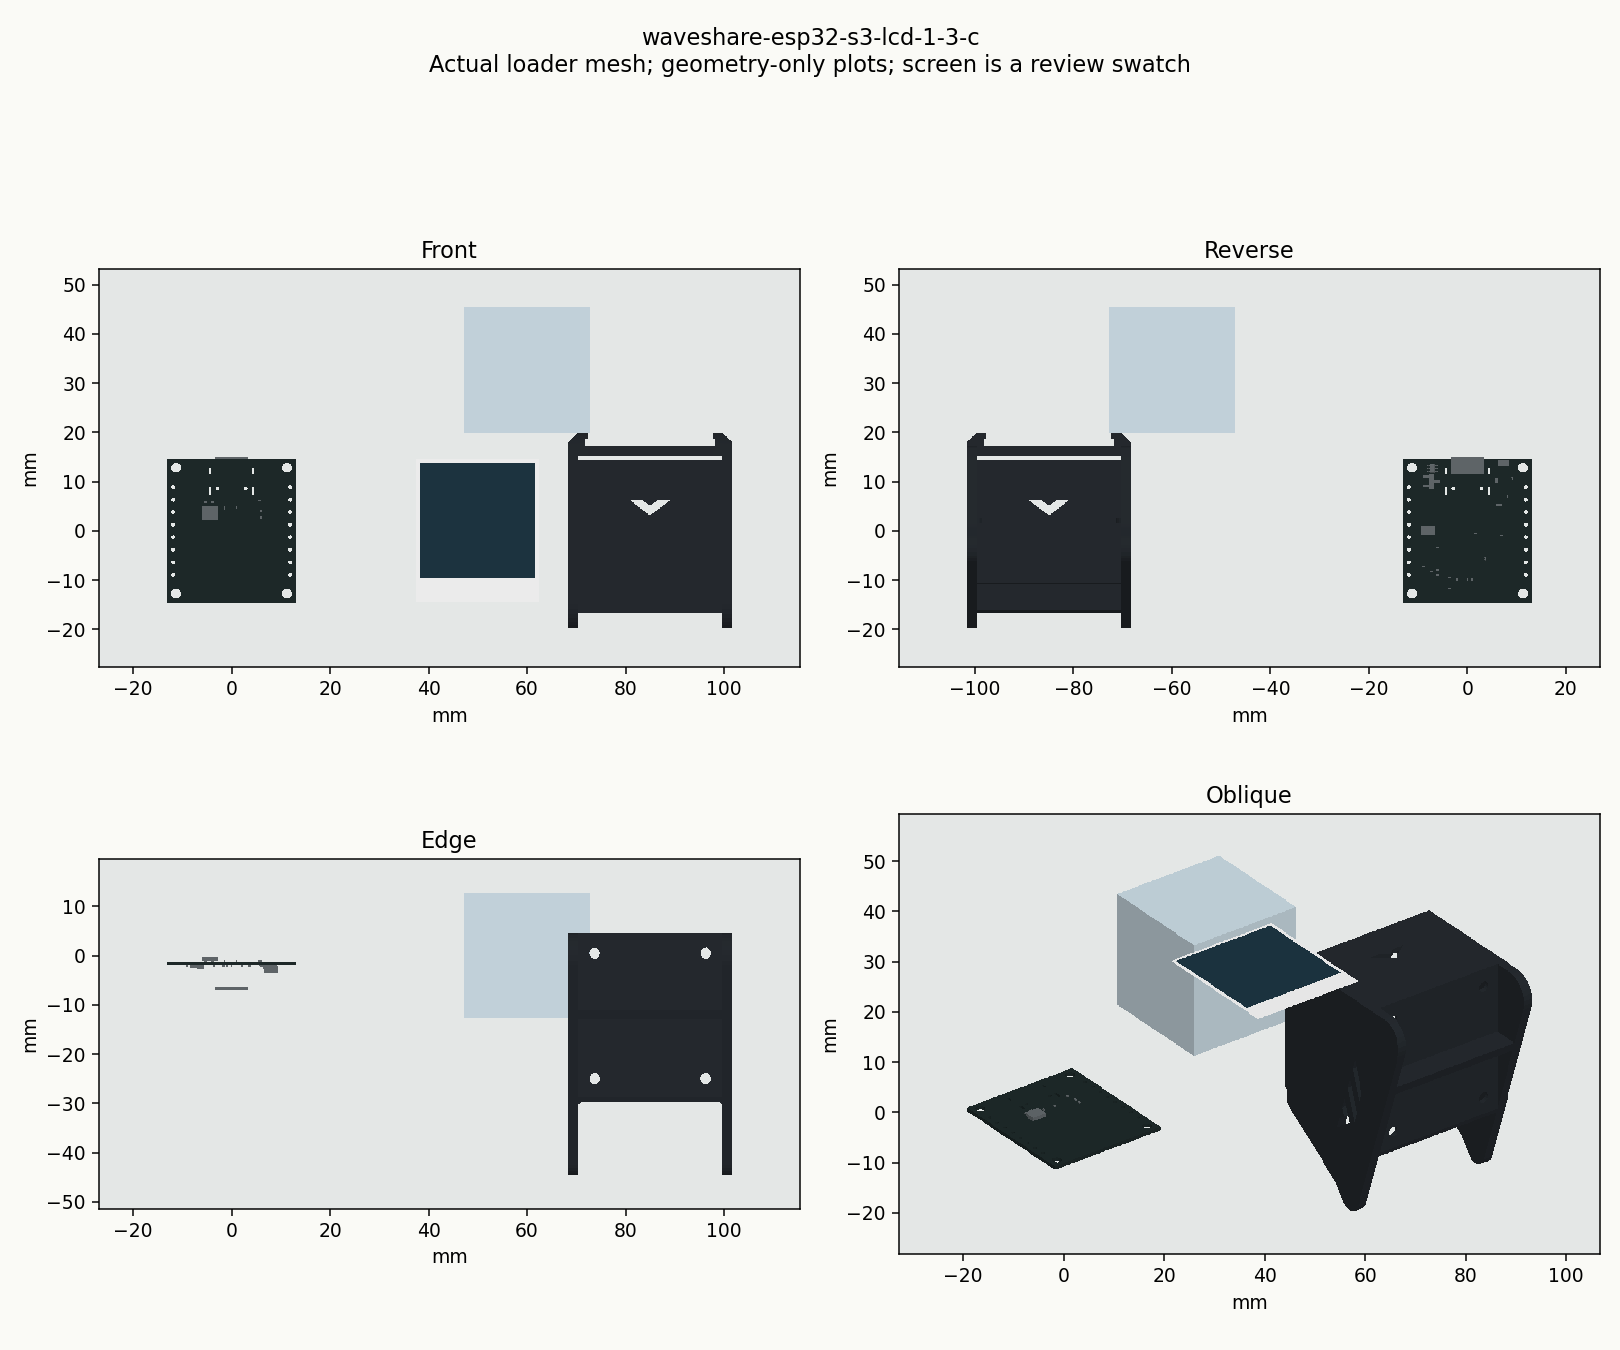 waveshare-esp32-s3-lcd-1-3-c
Actual loader mesh; geometry-only plots; screen is a review swatch
Front
50
40
30
20
10
0
−10
−20
mm
−20 0 20 40 60 80 100
mm
Reverse
50
40
30
20
10
0
−10
−20
mm
−100 −80 −60 −40 −20 0 20
mm
Edge
10
0
−10
−20
−30
−40
−50
mm
−20 0 20 40 60 80 100
mm
Oblique
50
40
30
20
10
0
−10
−20
mm
−20 0 20 40 60 80 100
mm